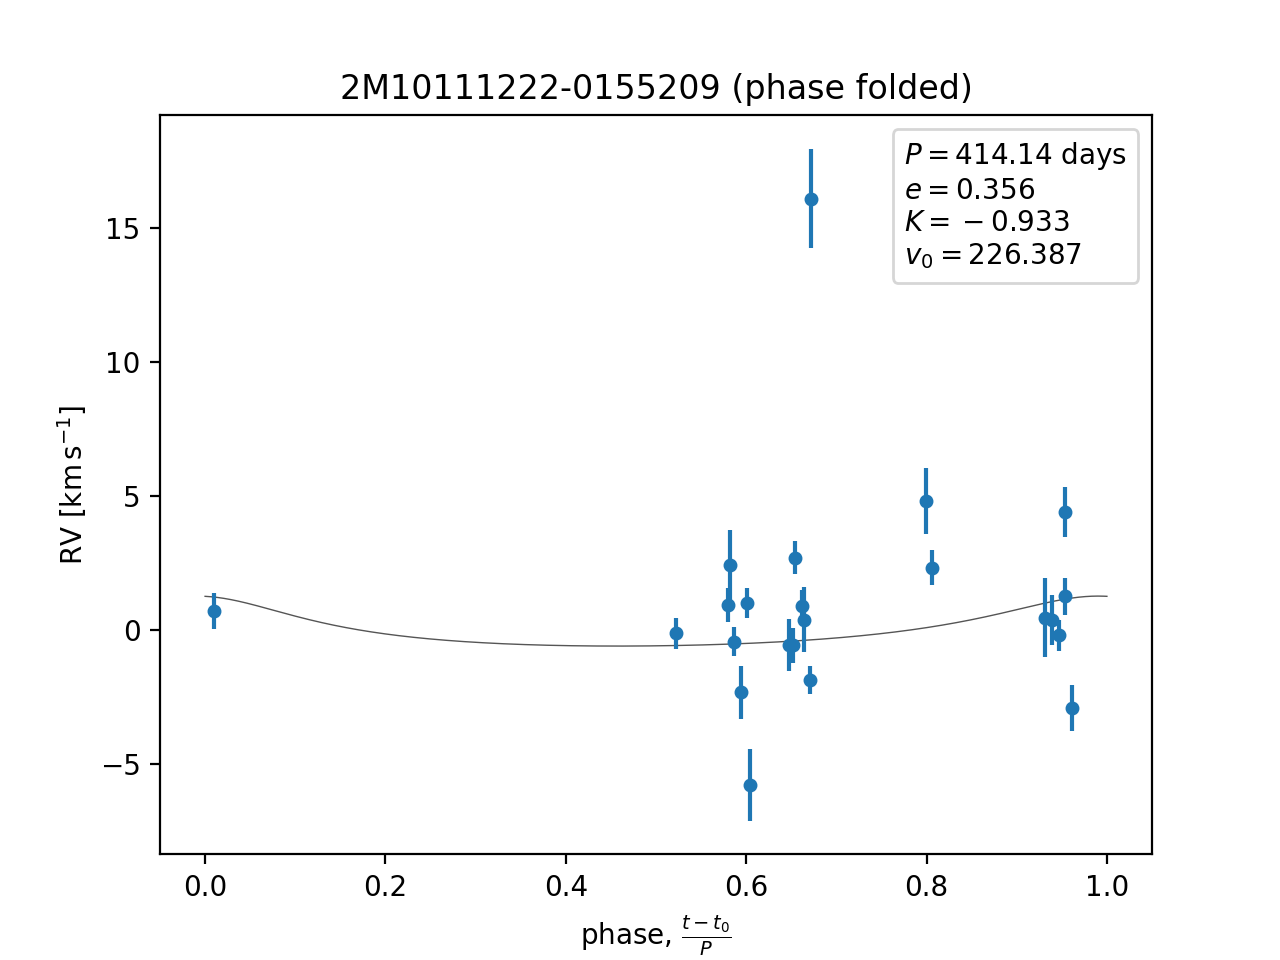 2M10111222-0155209 (phase folded)
P = 414.14 days
e = 0.356
K = −0.933
v₀ = 226.387
15
10
5
0
−5
RV [km s⁻¹]
0.0 0.2 0.4 0.6 0.8 1.0
phase, (t − t₀)/P